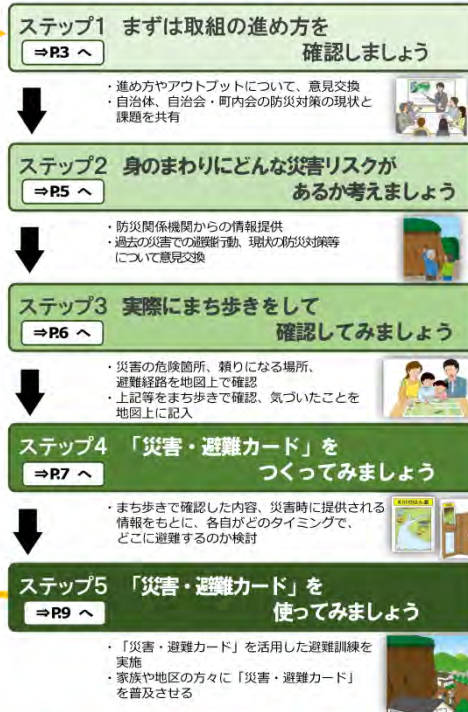 ステップ1 まずは取組の進め方を
⇒P.3 へ 確認しましょう
・進め方やアウトプットについて、意見交換
・自治体、自治会・町内会の防災対策の現状と
課題を共有
ステップ2 身のまわりにどんな災害リスクが
⇒P.5 へ あるか考えましょう
・防災関係機関からの情報提供
・過去の災害での避難行動、現状の防災対策等
について意見交換
ステップ3 実際にまち歩きをして
⇒P.6 へ 確認してみましょう
・災害の危険箇所、頼りになる場所、
避難経路を地図上で確認
・上記等をまち歩きで確認、気づいたことを
地図上に記入
ステップ4 「災害・避難カード」を
⇒P.7 へ つくってみましょう
・まち歩きで確認した内容、災害時に提供される
情報をもとに、各自がどのタイミングで、
どこに避難するのか検討
ステップ5 「災害・避難カード」を
⇒P.9 へ 使ってみましょう
・「災害・避難カード」を活用した避難訓練を
実施
・家族や地区の方々に「災害・避難カード」
を普及させる